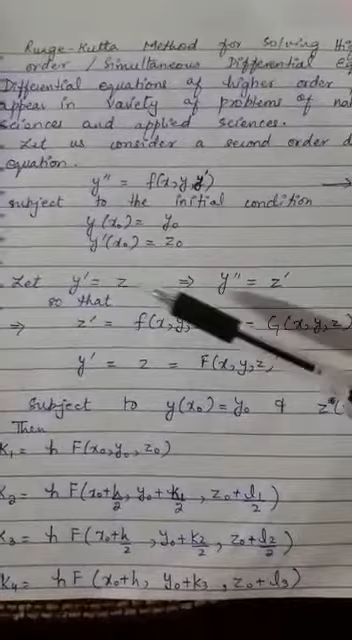 Runge-Kutta Method for Solving Hi
order / Simultaneous Differential Eq
Differential equations of higher order
appear in variety of problems of na
sciences and applied sciences.
Let us consider a second order d
equation.
y'' = f(x,y,y') →
subject to the initial condition
y(x₀) = y₀
y'(x₀) = z₀
Let y' = z ⇒ y'' = z'
so that
⇒ z' = f(x,y, = G(x,y,z)
y' = z = F(x,y,z)
Subject to y(x₀) = y₀ & z
Then
K₁ = h F(x₀,y₀,z₀)
K₂ = h F(x₀+h/2, y₀+k₁/2, z₀+l₁/2)
K₃ = h F(x₀+h/2, y₀+k₂/2, z₀+l₂/2)
K₄ = h F(x₀+h, y₀+k₃, z₀+l₃)